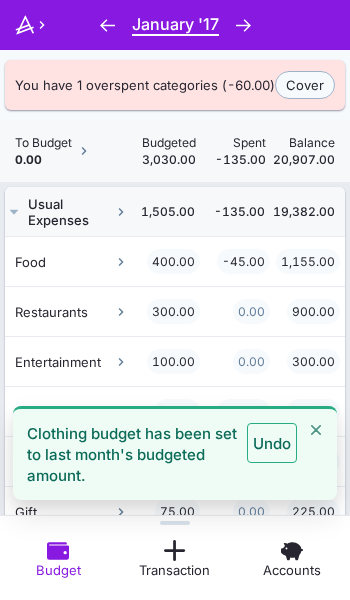 January '17
You have 1 overspent categories (-60.00)
Cover
To Budget
0.00
Budgeted
3,030.00
Spent
-135.00
Balance
20,907.00
Usual Expenses
1,505.00
-135.00
19,382.00
Food
400.00
-45.00
1,155.00
Restaurants
300.00
0.00
900.00
Entertainment
100.00
0.00
300.00
Clothing budget has been set
to last month's budgeted
amount.
Undo
Gift
75.00
0.00
225.00
Budget
Transaction
Accounts